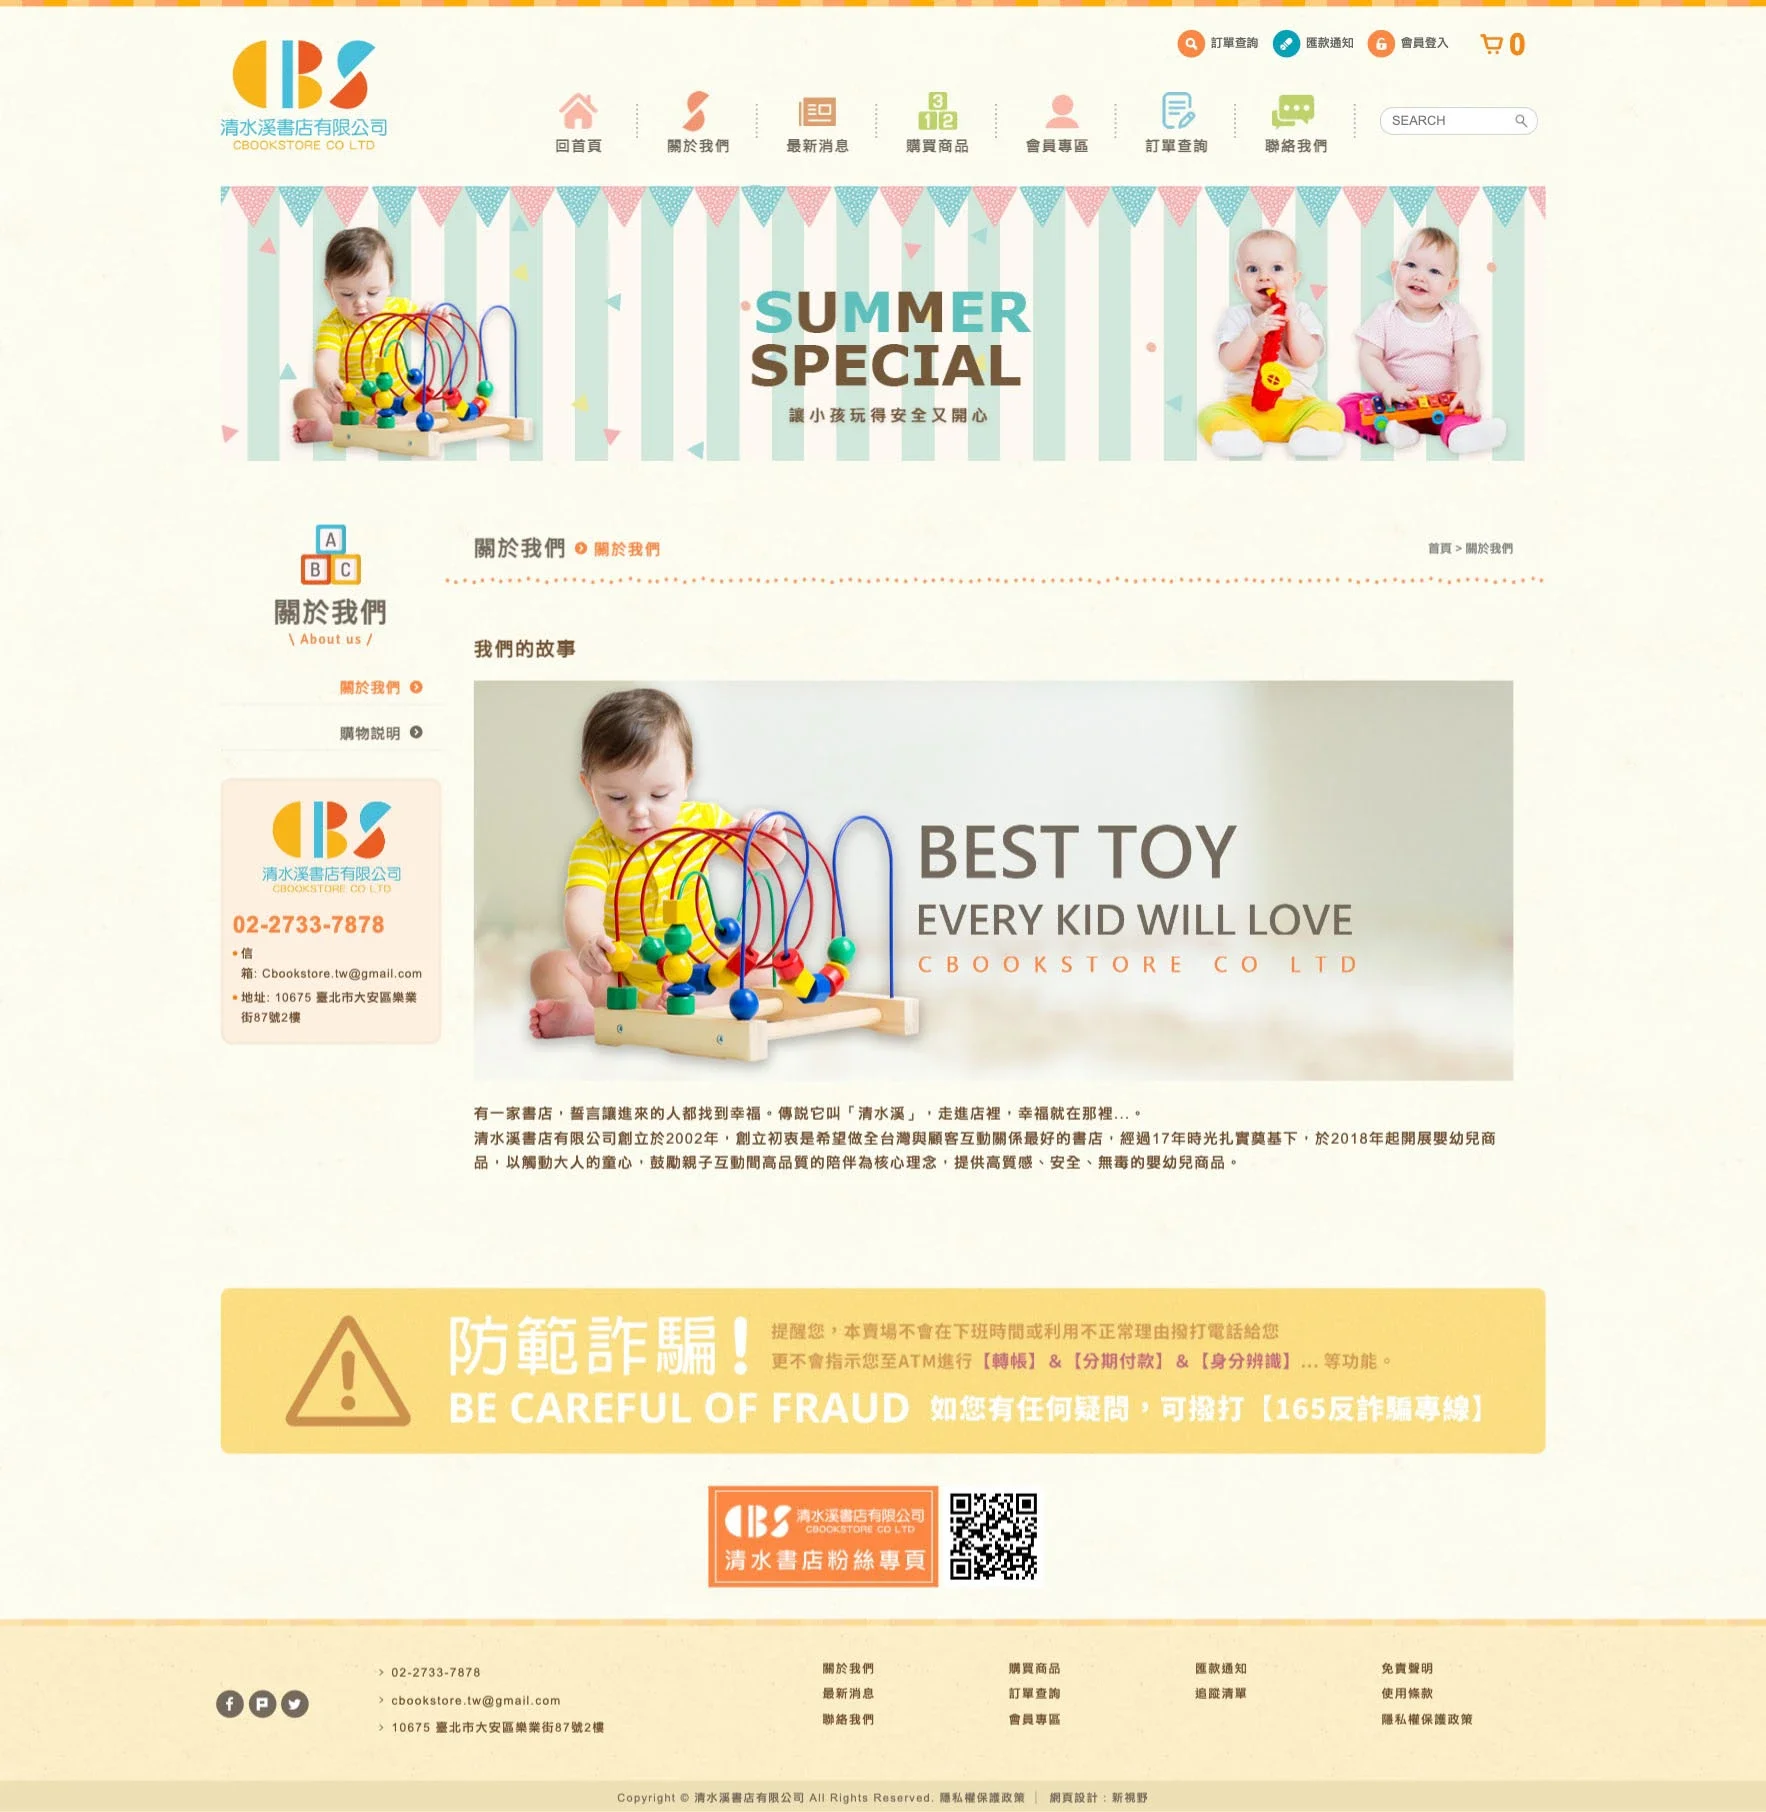 CBS
清水溪書店有限公司
CBOOKSTORE CO LTD
訂單查詢 匯款通知 會員登入 0
回首頁 關於我們 最新消息 購買商品 會員專區 訂單查詢 聯絡我們
3
1 2
SEARCH
SUMMER
SPECIAL
讓小孩玩得安全又開心
A
B C
關於我們
\ About us /
關於我們
購物説明
CBS
清水溪書店有限公司
CBOOKSTORE CO LTD
02-2733-7878
信
箱: Cbookstore.tw@gmail.com
地址: 10675 臺北市大安區樂業
街87號2樓
關於我們 關於我們
首頁 > 關於我們
我們的故事
BEST TOY
EVERY KID WILL LOVE
CBOOKSTORE CO LTD
有一家書店，誓言讓進來的人都找到幸福。傳説它叫「清水溪」，走進店裡，幸福就在那裡...。
清水溪書店有限公司創立於2002年，創立初衷是希望做全台灣與顧客互動關係最好的書店，經過17年時光扎實奠基下，於2018年起開展嬰幼兒商
品，以觸動大人的童心，鼓勵親子互動間高品質的陪伴為核心理念，提供高質感、安全、無毒的嬰幼兒商品。
防範詐騙!
提醒您，本賣場不會在下班時間或利用不正常理由撥打電話給您
更不會指示您至ATM進行【轉帳】&【分期付款】&【身分辨識】... 等功能。
BE CAREFUL OF FRAUD 如您有任何疑問，可撥打【165反詐騙專線】
CBS 清水溪書店有限公司
CBOOKSTORE CO LTD
清水書店粉絲專頁
02-2733-7878
cbookstore.tw@gmail.com
10675 臺北市大安區樂業街87號2樓
關於我們 購買商品 匯款通知 免責聲明
最新消息 訂單查詢 追蹤清單 使用條款
聯絡我們 會員專區 隱私權保護政策
Copyright © 清水溪書店有限公司 All Rights Reserved. 隱私權保護政策 | 網頁設計 : 新視野